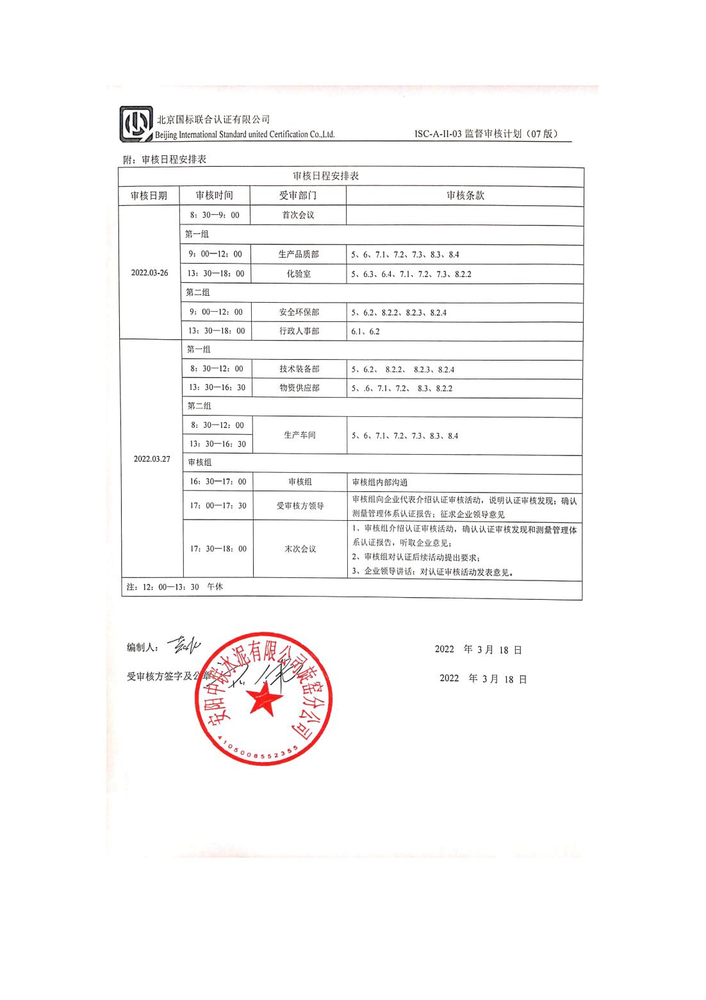 北京国标联合认证有限公司
Beijing International Standard united Certification Co.,Ltd.
ISC-A-II-03 监督审核计划（07 版）
附：审核日程安排表
审核日程安排表
审核日期 审核时间 受审部门 审核条款
2022.03-26
8：30—9：00 首次会议
第一组
9：00—12：00 生产品质部 5、6、7.1、7.2、7.3、8.3、8.4
13：30—18：00 化验室 5、6.3、6.4、7.1、7.2、7.3、8.2.2
第二组
9：00—12：00 安全环保部 5、6.2、8.2.2、8.2.3、8.2.4
13：30—18：00 行政人事部 6.1、6.2
2022.03.27
第一组
8：30—12：00 技术装备部 5、6.2、 8.2.2、 8.2.3、8.2.4
13：30—16：30 物资供应部 5、.6、7.1、7.2、 8.3、8.2.2
第二组
8：30—12：00
13：30—16：30
生产车间 5、6、7.1、7.2、7.3、8.3、8.4
审核组
16：30—17：00 审核组 审核组内部沟通
17：00—17：30 受审核方领导
审核组向企业代表介绍认证审核活动，说明认证审核发现；确认
测量管理体系认证报告；征求企业领导意见
17：30—18：00 末次会议
1、审核组介绍认证审核活动，确认认证审核发现和测量管理体
系认证报告，听取企业意见；
2、审核组对认证后续活动提出要求；
3、企业领导讲话：对认证审核活动发表意见。
注：12：00—13：30 午休
编制人：
2022 年 3 月 18 日
受审核方签字及公章
2022 年 3 月 18 日
安阳中联水泥有限公司旋窑分公司
4105008552355